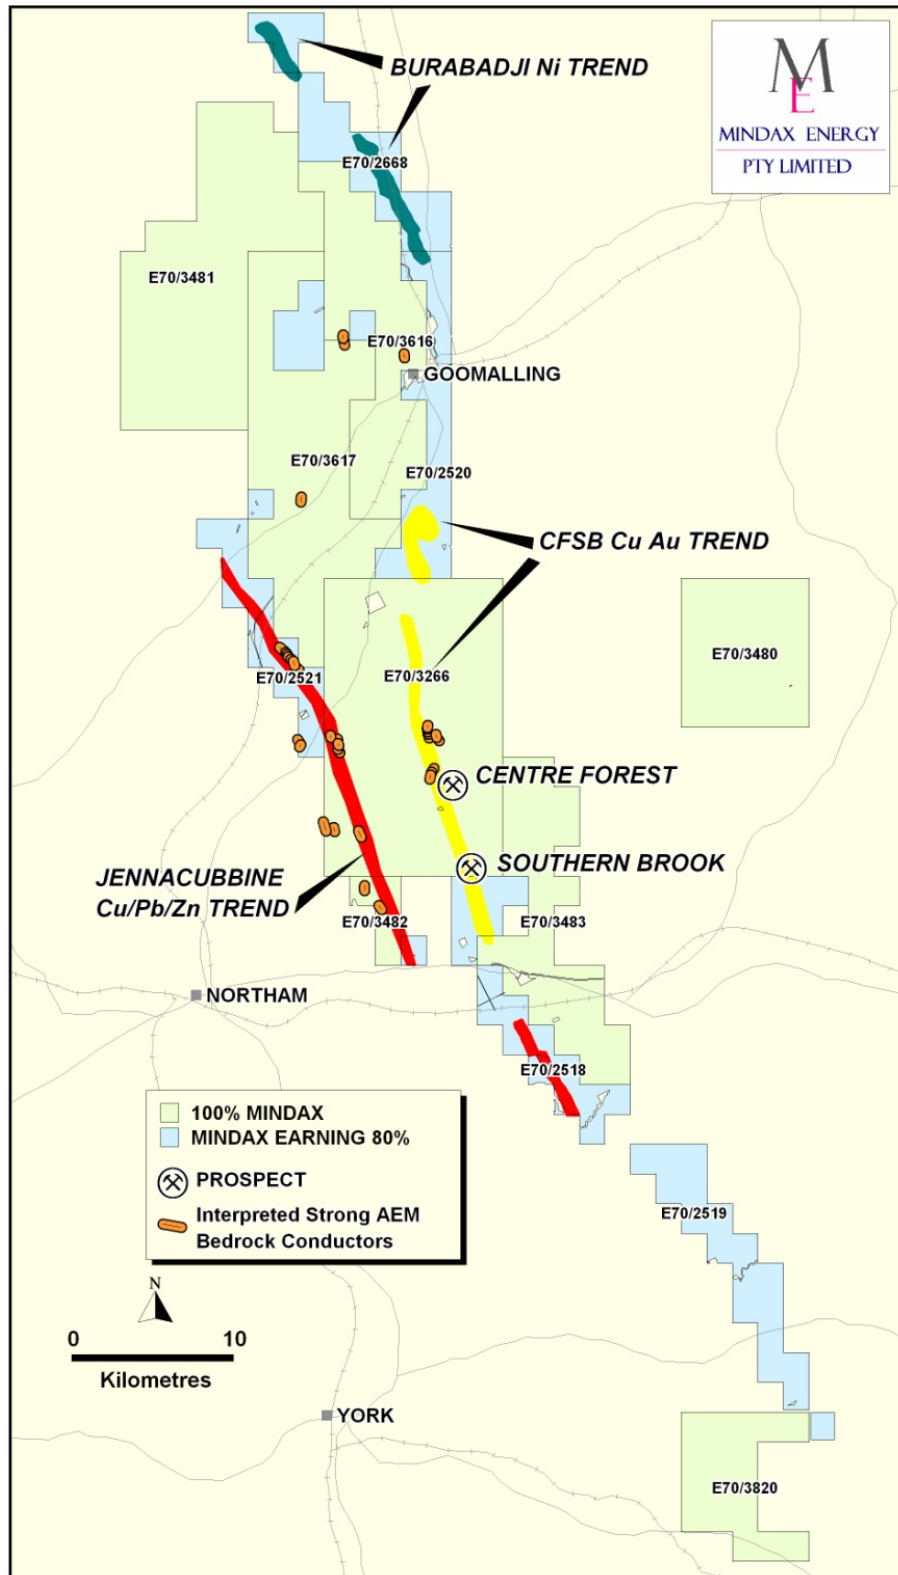 BURABADJI Ni TREND
M
E
MINDAX ENERGY
PTY LIMITED
E70/2668
E70/3481
E70/3616
GOOMALLING
E70/3617
E70/2520
CFSB Cu Au TREND
E70/3480
E70/3266
E70/2521
CENTRE FOREST
SOUTHERN BROOK
JENNACUBBINE
Cu/Pb/Zn TREND
E70/3482
E70/3483
NORTHAM
E70/2518
100% MINDAX
MINDAX EARNING 80%
PROSPECT
Interpreted Strong AEM
Bedrock Conductors
E70/2519
N
0 10
Kilometres
YORK
E70/3820